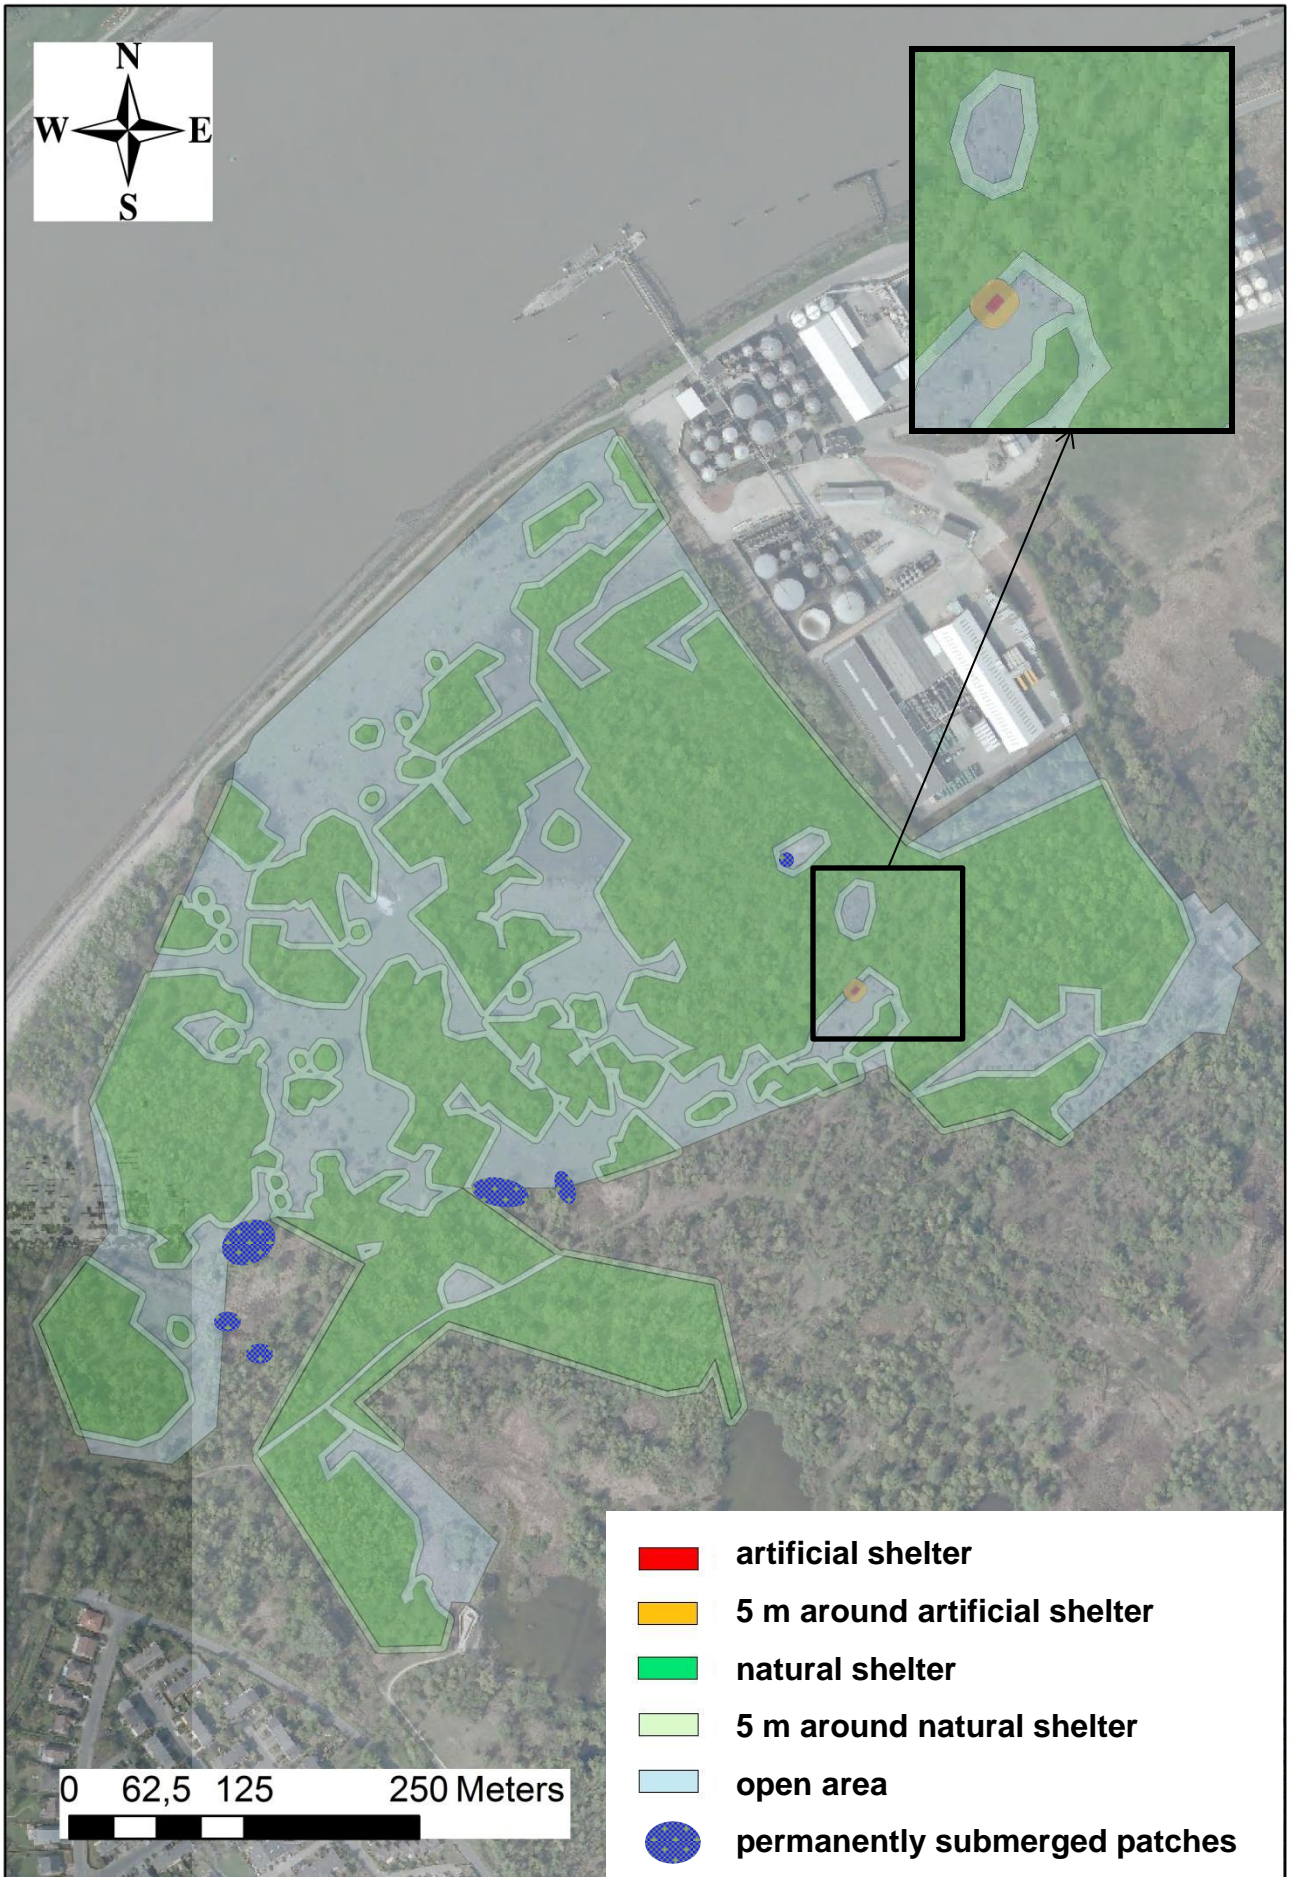 N
W E
S
artificial shelter
5 m around artificial shelter
natural shelter
5 m around natural shelter
open area
permanently submerged patches
0 62,5 125 250 Meters